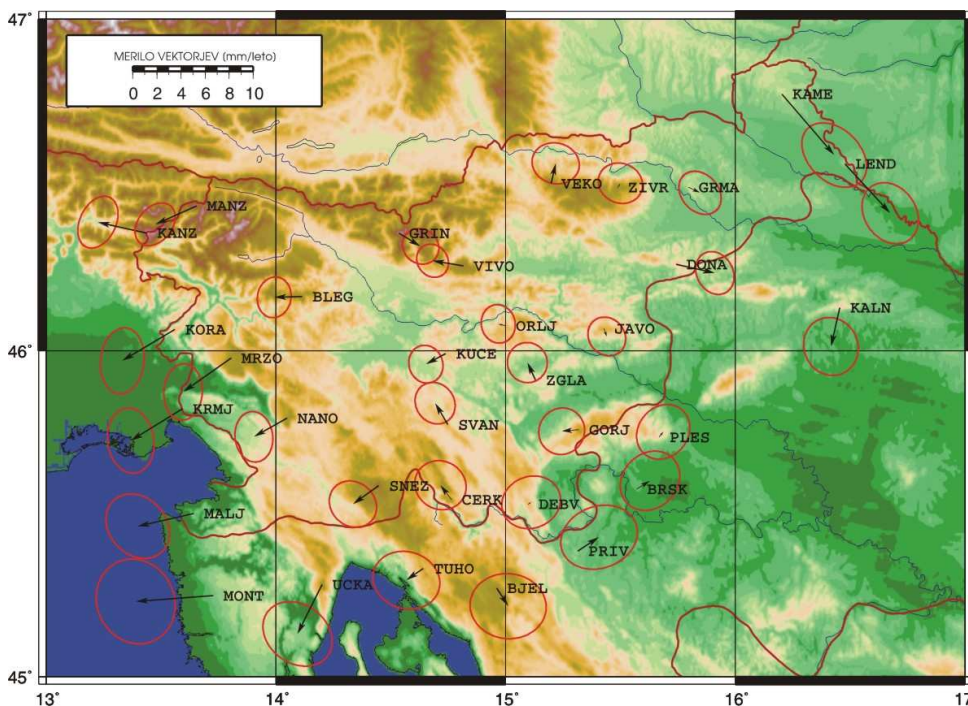 47°
MERILO VEKTORJEV (mm/leto)
0 2 4 6 8 10
KAME
LEND
VEKO
ZIVR
GRMA
MANZ
KANZ
GRIN
VIVO
DONA
BLEG
KALN
KORA
ORLJ
JAVO
46°
MRZO
KUCE
ZGLA
KRMJ
NANO
SVAN
GORJ
PLES
SNEZ
CERK
DEBV
BRSK
MALJ
PRIV
TUHO
UCKA
BJEL
MONT
45°
13° 14° 15° 16° 17°